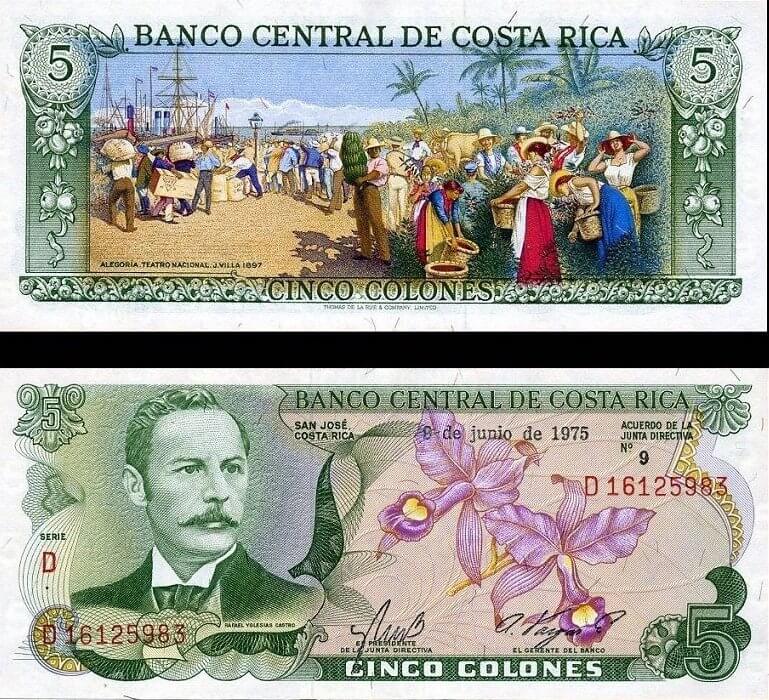 BANCO CENTRAL DE COSTA RICA
5 5
ALEGORIA. TEATRO NACIONAL. J. VILLA 1897
CINCO COLONES
THOMAS DE LA RUE & COMPANY, LIMITED
5
BANCO CENTRAL DE COSTA RICA
SAN JOSÉ,
COSTA RICA
de junio de 1975
ACUERDO DE LA
JUNTA DIRECTIVA
Nº 9
D 16125983
SERIE
D
D 16125983
RAFAEL YGLESIAS CASTRO
EL PRESIDENTE
DE LA JUNTA DIRECTIVA
EL GERENTE DEL BANCO
CINCO COLONES
5